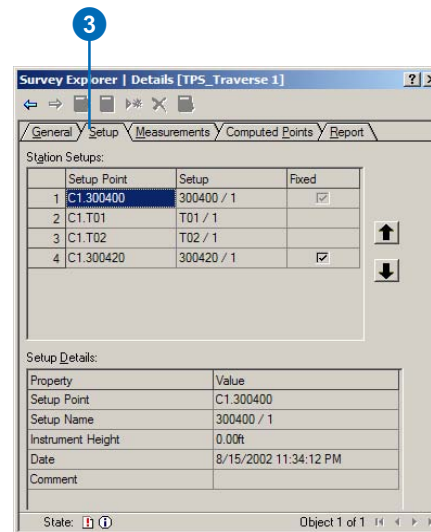 3
Survey Explorer | Details [TPS_Traverse 1]
General Setup Measurements Computed Points Report
Station Setups:
Setup Point Setup Fixed
1 C1.300400 300400 / 1
2 C1.T01 T01 / 1
3 C1.T02 T02 / 1
4 C1.300420 300420 / 1
Setup Details:
Property Value
Setup Point C1.300400
Setup Name 300400 / 1
Instrument Height 0.00ft
Date 8/15/2002 11:34:12 PM
Comment
State: Object 1 of 1